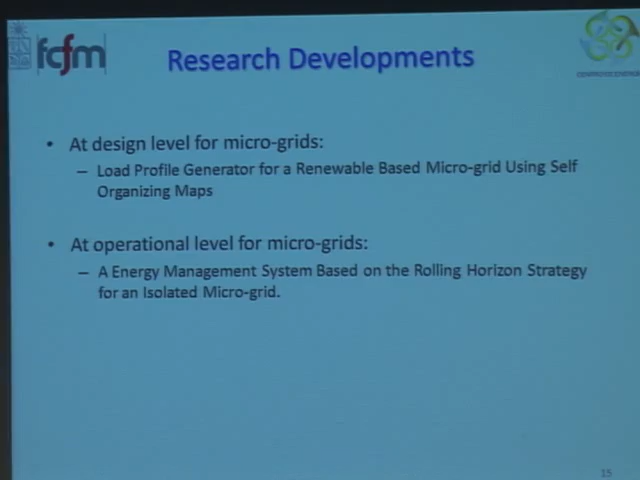 fcfm
Research Developments
• At design level for micro-grids:
– Load Profile Generator for a Renewable Based Micro-grid Using Self
Organizing Maps
• At operational level for micro-grids:
– A Energy Management System Based on the Rolling Horizon Strategy
for an Isolated Micro-grid.
15